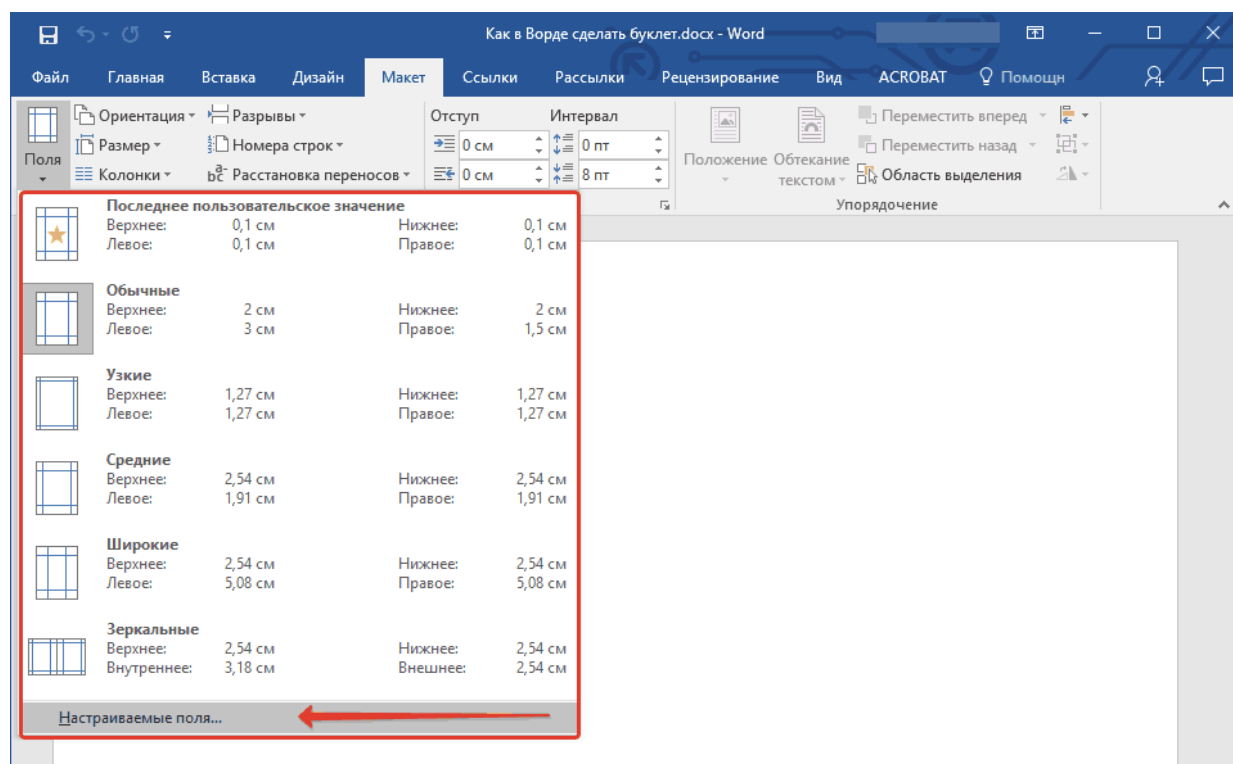 Как в Ворде сделать буклет.docx - Word
Файл Главная Вставка Дизайн Макет Ссылки Рассылки Рецензирование Вид ACROBAT Помощн
Поля
Ориентация
Размер
Колонки
Разрывы
Номера строк
Расстановка переносов
Отступ Интервал
0 см 0 пт
0 см 8 пт
Положение
Обтекание
текстом
Переместить вперед
Переместить назад
Область выделения
Упорядочение
Последнее пользовательское значение
Верхнее: 0,1 см Нижнее: 0,1 см
Левое: 0,1 см Правое: 0,1 см
Обычные
Верхнее: 2 см Нижнее: 2 см
Левое: 3 см Правое: 1,5 см
Узкие
Верхнее: 1,27 см Нижнее: 1,27 см
Левое: 1,27 см Правое: 1,27 см
Средние
Верхнее: 2,54 см Нижнее: 2,54 см
Левое: 1,91 см Правое: 1,91 см
Широкие
Верхнее: 2,54 см Нижнее: 2,54 см
Левое: 5,08 см Правое: 5,08 см
Зеркальные
Верхнее: 2,54 см Нижнее: 2,54 см
Внутреннее: 3,18 см Внешнее: 2,54 см
Настраиваемые поля...